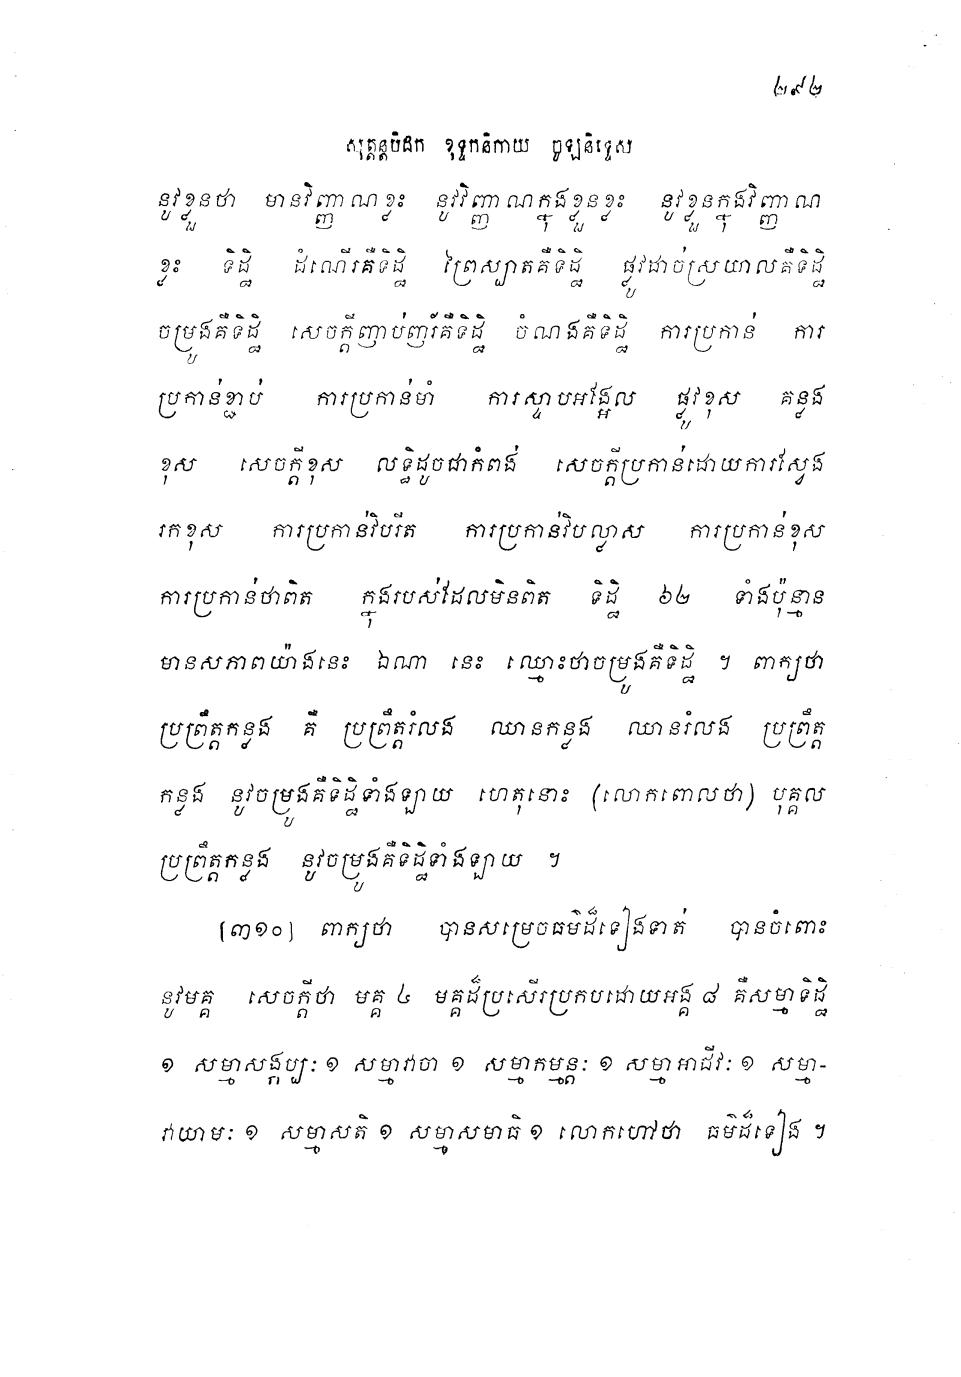 ២៩២
សុត្តន្តបិដក ខុទ្ទកនិកាយ ចូឡនិទ្ទេស
នូវខ្លួនថា មានវិញ្ញាណខ្លះ នូវវិញ្ញាណក្នុងខ្លួនខ្លះ នូវខ្លួនក្នុងវិញ្ញាណ
ខ្លះ ទិដ្ឋិ ដំណើរគឺទិដ្ឋិ ព្រៃស្បាតគឺទិដ្ឋិ ផ្លូវដាច់ស្រយាលគឺទិដ្ឋិ
ចម្រូងគឺទិដ្ឋិ សេចក្តីញាប់ញ័រគឺទិដ្ឋិ ចំណងគឺទិដ្ឋិ ការប្រកាន់ ការ
ប្រកាន់ខ្ជាប់ ការប្រកាន់មាំ ការស្ទាបអង្អែល ផ្លូវខុស គន្លង
ខុស សេចក្តីខុស លទ្ធិដូចជាកំពង់ សេចក្តីប្រកាន់ដោយការស្វែង
រកខុស ការប្រកាន់វិបរីត ការប្រកាន់វិបល្លាស ការប្រកាន់ខុស
ការប្រកាន់ថាពិត ក្នុងរបស់ដែលមិនពិត ទិដ្ឋិ ៦២ ទាំងប៉ុន្មាន
មានសភាពយ៉ាងនេះ ឯណា នេះ ឈ្មោះថាចម្រូងគឺទិដ្ឋិ ។ ពាក្យថា
ប្រព្រឹត្តកន្លង គឺ ប្រព្រឹត្តរំលង ឈានកន្លង ឈានរំលង ប្រព្រឹត្ត
កន្លង នូវចម្រូងគឺទិដ្ឋិទាំងឡាយ ហេតុនោះ (លោកពោលថា) បុគ្គល
ប្រព្រឹត្តកន្លង នូវចម្រូងគឺទិដ្ឋិទាំងឡាយ ។
[៣១០] ពាក្យថា បានសម្រេចធម៌ដ៏ទៀងទាត់ បានចំពោះ
នូវមគ្គ សេចក្តីថា មគ្គ ៤ មគ្គដ៏ប្រសើរប្រកបដោយអង្គ ៨ គឺសម្មាទិដ្ឋិ
១ សម្មាសង្កប្បៈ ១ សម្មាវាចា ១ សម្មាកម្មន្តៈ ១ សម្មាអាជីវៈ ១ សម្មា-
វាយាមៈ ១ សម្មាសតិ ១ សម្មាសមាធិ ១ លោកហៅថា ធម៌ដ៏ទៀង ។